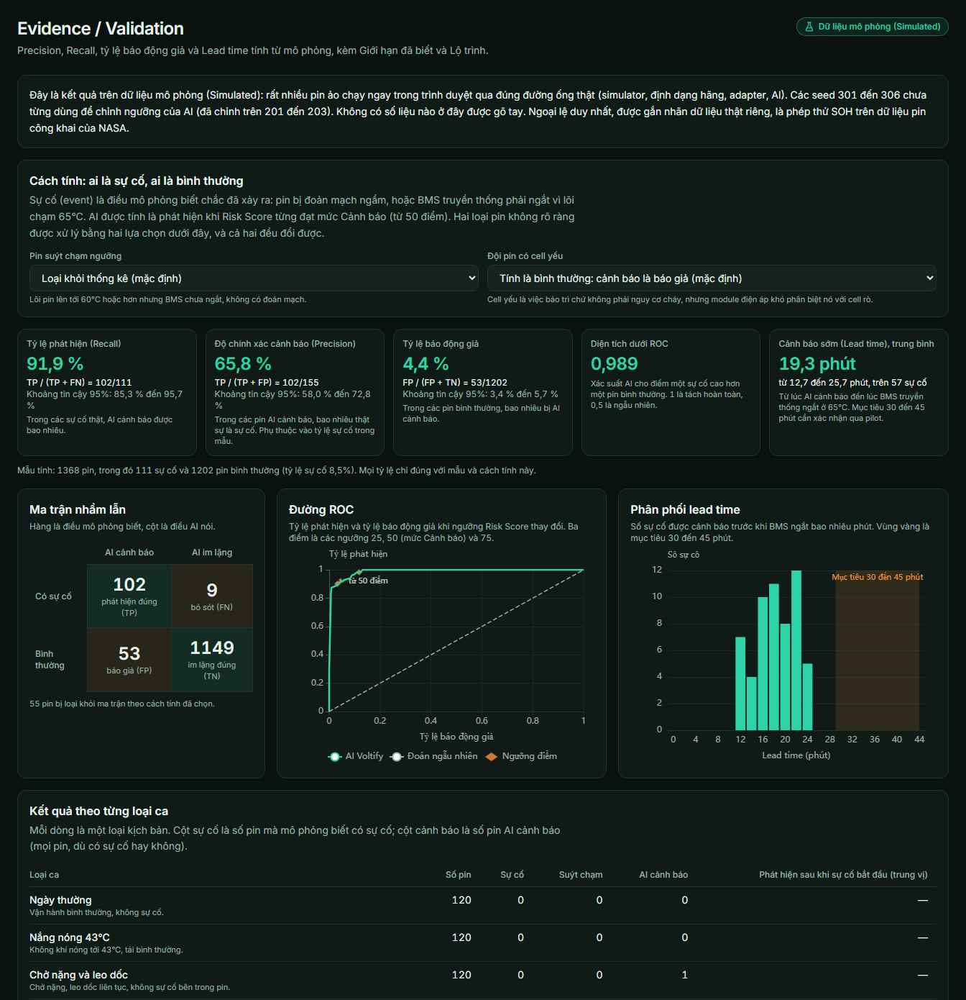 Evidence / Validation
Dữ liệu mô phỏng (Simulated)
Precision, Recall, tỷ lệ báo động giả và Lead time tính từ mô phỏng, kèm Giới hạn đã biết và Lộ trình.
Đây là kết quả trên dữ liệu mô phỏng (Simulated): rất nhiều pin ảo chạy ngay trong trình duyệt qua đúng đường ống thật (simulator, định dạng hãng, adapter, AI). Các seed 301 đến 306 chưa
từng dùng để chỉnh ngưỡng của AI (đã chỉnh trên 201 đến 203). Không có số liệu nào ở đây được gõ tay. Ngoại lệ duy nhất, được gắn nhãn dữ liệu thật riêng, là phép thử SOH trên dữ liệu pin
công khai của NASA.
Cách tính: ai là sự cố, ai là bình thường
Sự cố (event) là điều mô phỏng biết chắc đã xảy ra: pin bị đoản mạch ngầm, hoặc BMS truyền thống phải ngắt vì lõi
chạm 65°C. AI được tính là phát hiện khi Risk Score từng đạt mức Cảnh báo (từ 50 điểm). Hai loại pin không rõ ràng
được xử lý bằng hai lựa chọn dưới đây, và cả hai đều đổi được.
Pin suýt chạm ngưỡng
Đội pin có cell yếu
Loại khỏi thống kê (mặc định)
Tính là bình thường: cảnh báo là báo giả (mặc định)
Lõi pin lên tới 60°C hoặc hơn nhưng BMS chưa ngắt, không có đoản mạch.
Cell yếu là việc bảo trì chứ không phải nguy cơ cháy, nhưng module điện áp khó phân biệt nó với cell rò.
Tỷ lệ phát hiện (Recall)
91,9 %
TP / (TP + FN) = 102/111
Khoảng tin cậy 95%: 85,3 % đến 95,7
%
Trong các sự cố thật, AI cảnh báo được
bao nhiêu.
Độ chính xác cảnh báo (Precision)
65,8 %
TP / (TP + FP) = 102/155
Khoảng tin cậy 95%: 58,0 % đến 72,8
%
Trong các pin AI cảnh báo, bao nhiêu thật
sự là sự cố. Phụ thuộc vào tỷ lệ sự cố trong
mẫu.
Tỷ lệ báo động giả
4,4 %
FP / (FP + TN) = 53/1202
Khoảng tin cậy 95%: 3,4 % đến 5,7 %
Trong các pin bình thường, bao nhiêu bị AI
cảnh báo.
Diện tích dưới ROC
0,989
Xác suất AI cho điểm một sự cố cao hơn
một pin bình thường. 1 là tách hoàn toàn,
0,5 là ngẫu nhiên.
Cảnh báo sớm (Lead time), trung bình
19,3 phút
từ 12,7 đến 25,7 phút, trên 57 sự cố
Từ lúc AI cảnh báo đến lúc BMS truyền
thống ngắt ở 65°C. Mục tiêu 30 đến 45
phút cần xác nhận qua pilot.
Mẫu tính: 1368 pin, trong đó 111 sự cố và 1202 pin bình thường (tỷ lệ sự cố 8,5%). Mọi tỷ lệ chỉ đúng với mẫu và cách tính này.
Ma trận nhầm lẫn
Hàng là điều mô phỏng biết, cột là điều AI nói.
AI cảnh báo
AI im lặng
Có sự cố
102
phát hiện đúng
(TP)
9
bỏ sót (FN)
Bình
thường
53
báo giả (FP)
1149
im lặng đúng
(TN)
55 pin bị loại khỏi ma trận theo cách tính đã chọn.
Đường ROC
Tỷ lệ phát hiện và tỷ lệ báo động giả khi ngưỡng Risk Score thay đổi. Ba
điểm là các ngưỡng 25, 50 (mức Cảnh báo) và 75.
Tỷ lệ phát hiện
1
từ 50 điểm
0.8
0.6
0.4
0.2
0
0 0.2 0.4 0.6 0.8 1
Tỷ lệ báo động giả
AI Voltify
Đoán ngẫu nhiên
Ngưỡng điểm
Phân phối lead time
Số sự cố được cảnh báo trước khi BMS ngắt bao nhiêu phút. Vùng vàng là
mục tiêu 30 đến 45 phút.
Số sự cố
12
Mục tiêu 30 đến 45 phút
10
8
6
4
2
0
0 4 8 12 16 20 24 28 32 36 40 44
Lead time (phút)
Kết quả theo từng loại ca
Mỗi dòng là một loại kịch bản. Cột sự cố là số pin mà mô phỏng biết có sự cố; cột cảnh báo là số pin AI cảnh báo
(mọi pin, dù có sự cố hay không).
Loại ca Số pin Sự cố Suýt chạm AI cảnh báo Phát hiện sau khi sự cố bắt đầu (trung vị)
Ngày thường 120 0 0 0 —
Vận hành bình thường, không sự cố.
Nắng nóng 43°C 120 0 0 0 —
Không khí nóng tới 43°C, tải bình thường.
Chở nặng và leo dốc 120 0 0 1 —
Chở nặng, leo dốc liên tục, không sự cố bên trong pin.